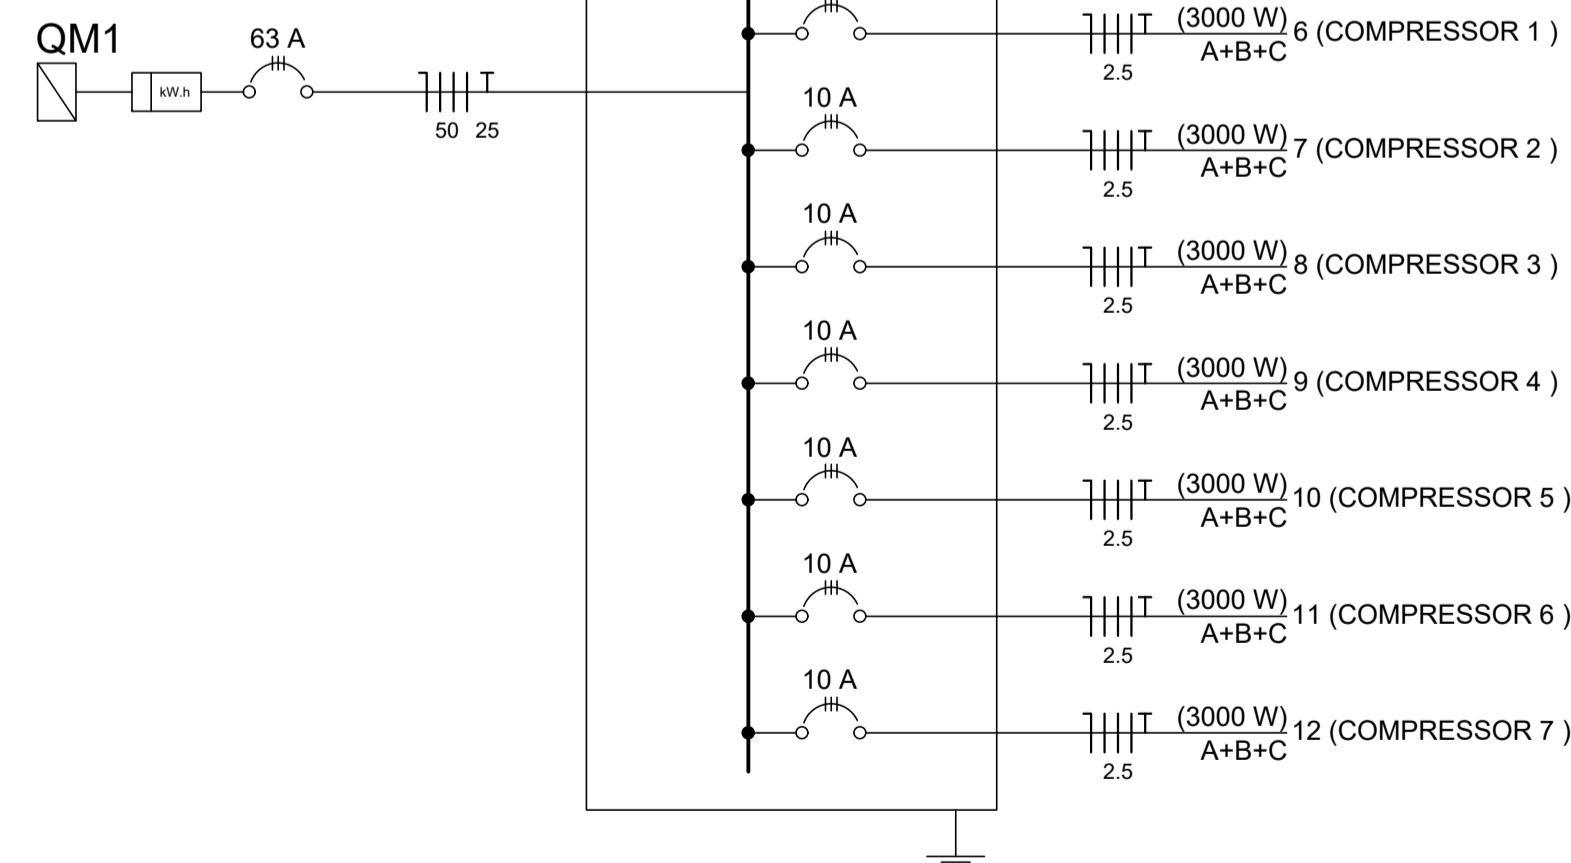 QM1
63 A
kW.h
50 25
(3000 W)
6 (COMPRESSOR 1 )
A+B+C
2.5
10 A
(3000 W)
7 (COMPRESSOR 2 )
A+B+C
2.5
10 A
(3000 W)
8 (COMPRESSOR 3 )
A+B+C
2.5
10 A
(3000 W)
9 (COMPRESSOR 4 )
A+B+C
2.5
10 A
(3000 W)
10 (COMPRESSOR 5 )
A+B+C
2.5
10 A
(3000 W)
11 (COMPRESSOR 6 )
A+B+C
2.5
10 A
(3000 W)
12 (COMPRESSOR 7 )
A+B+C
2.5